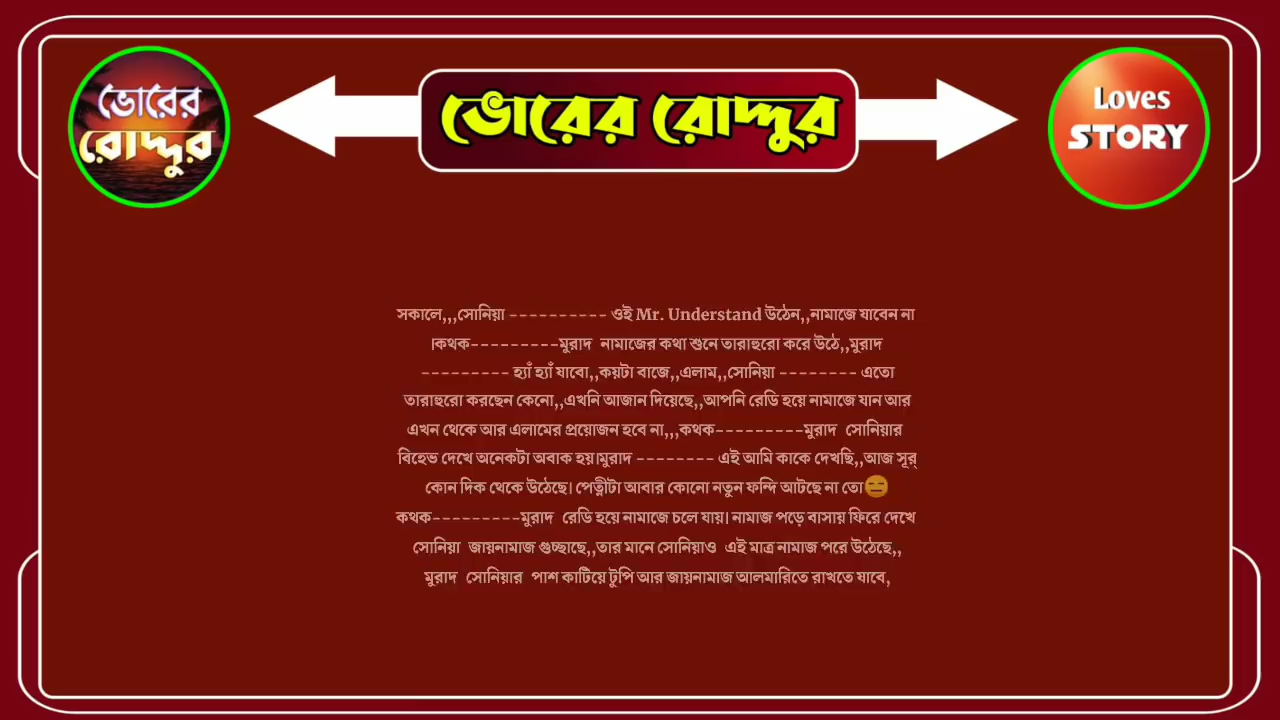 ভোরের
রোদ্দুর
ভোরের রোদ্দুর
Loves
STORY
সকালে,,,সোনিয়া ---------- ওই Mr. Understand উঠেন,,নামাজে যাবেন না
।কথক---------মুরাদ নামাজের কথা শুনে তারাহুরো করে উঠে,,মুরাদ
--------- হ্যাঁ হ্যাঁ যাবো,,কয়টা বাজে,,এলাম,,সোনিয়া -------- এতো
তারাহুরো করছেন কেনো,,এখনি আজান দিয়েছে,,আপনি রেডি হয়ে নামাজে যান আর
এখন থেকে আর এলামের প্রয়োজন হবে না,,,কথক---------মুরাদ সোনিয়ার
বিহেভ দেখে অনেকটা অবাক হয়।মুরাদ -------- এই আমি কাকে দেখছি,,আজ সূর্
কোন দিক থেকে উঠেছে। পেত্নীটা আবার কোনো নতুন ফন্দি আটছে না তো😑
কথক---------মুরাদ রেডি হয়ে নামাজে চলে যায়। নামাজ পড়ে বাসায় ফিরে দেখে
সোনিয়া জায়নামাজ গুচ্ছাছে,,তার মানে সোনিয়াও এই মাত্র নামাজ পরে উঠেছে,,
মুরাদ সোনিয়ার পাশ কাটিয়ে টুপি আর জায়নামাজ আলমারিতে রাখতে যাবে,